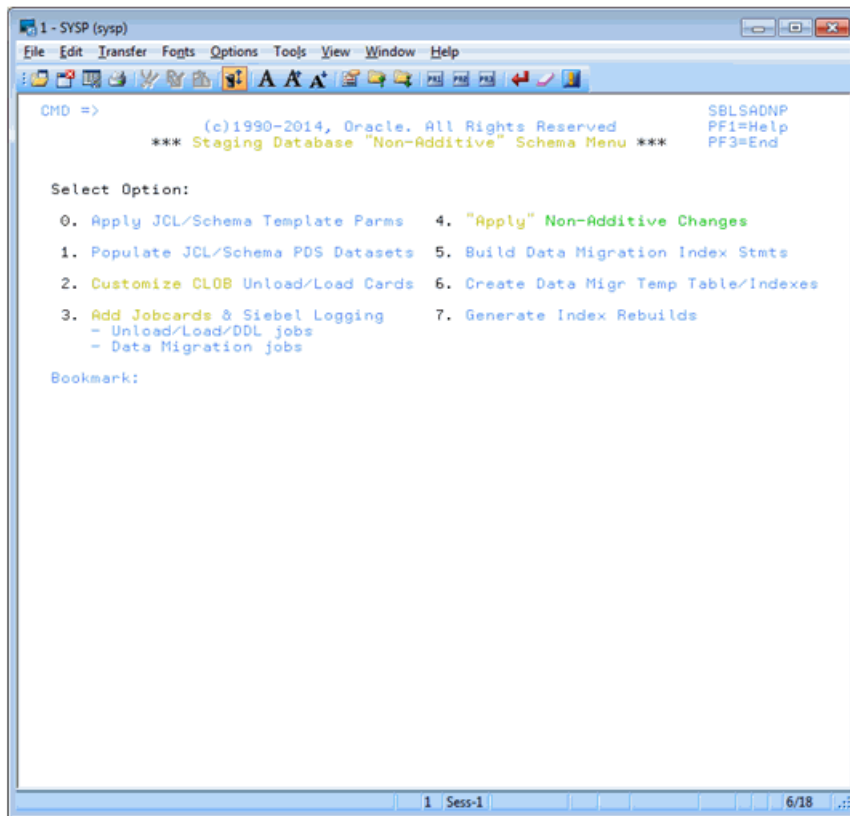 1 - SYSP (sysp)
File Edit Transfer Fonts Options Tools View Window Help
CMD => SBLSADNP
(c)1990-2014, Oracle. All Rights Reserved PF1=Help
*** Staging Database "Non-Additive" Schema Menu *** PF3=End
Select Option:
0. Apply JCL/Schema Template Parms 4. "Apply" Non-Additive Changes
1. Populate JCL/Schema PDS Datasets 5. Build Data Migration Index Stmts
2. Customize CLOB Unload/Load Cards 6. Create Data Migr Temp Table/Indexes
3. Add Jobcards & Siebel Logging 7. Generate Index Rebuilds
- Unload/Load/DDL jobs
- Data Migration jobs
Bookmark:
1 Sess-1 6/18